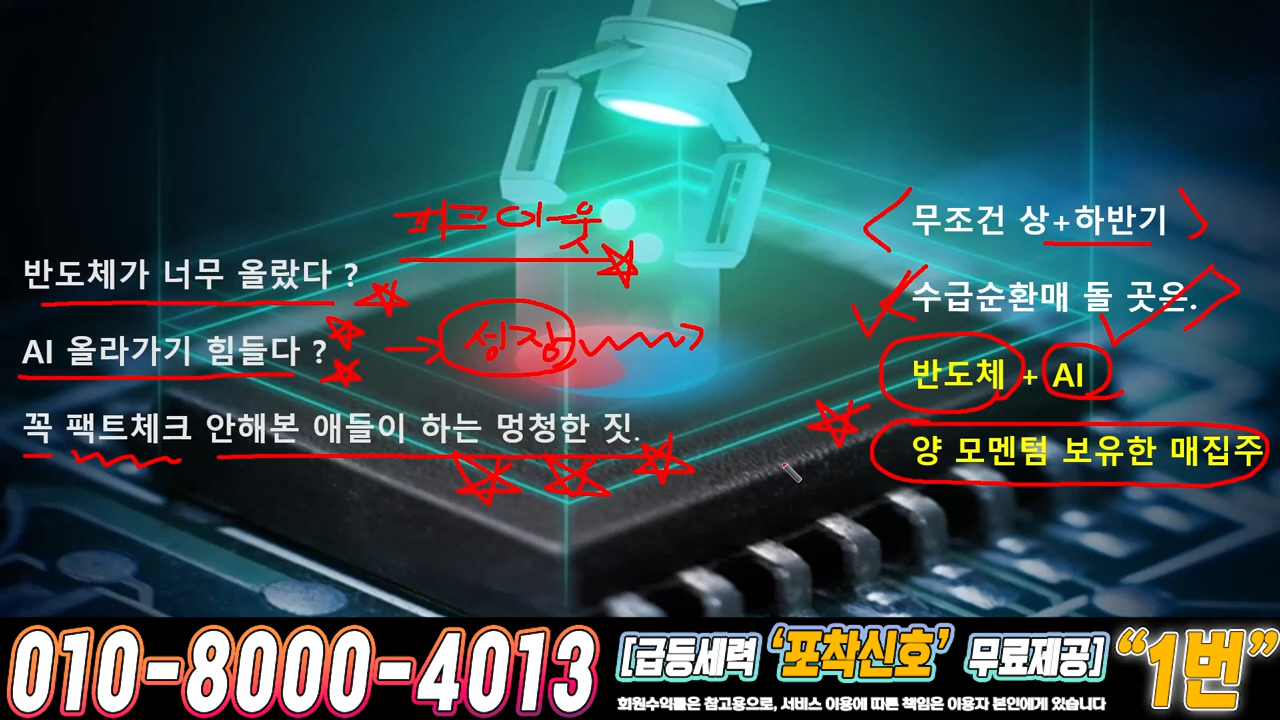 피크이웃
반도체가 너무 올랐다 ?
AI 올라가기 힘들다 ?
성장
꼭 팩트체크 안해본 애들이 하는 멍청한 짓.
무조건 상+하반기
수급순환매 돌 곳은.
반도체 + AI
양 모멘텀 보유한 매집주
010-8000-4013
[급등세력 '포착신호' 무료제공] "1번"
회원수익률은 참고용으로, 서비스 이용에 따른 책임은 이용자 본인에게 있습니다